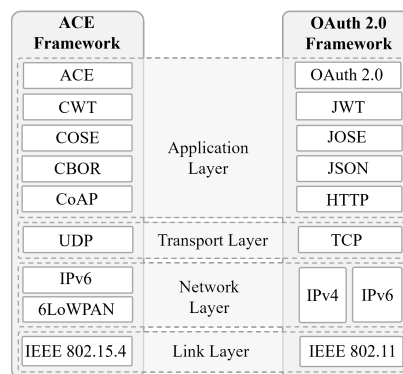 ACE
Framework
OAuth 2.0
Framework
ACE
CWT
COSE
CBOR
CoAP
Application
Layer
OAuth 2.0
JWT
JOSE
JSON
HTTP
UDP
Transport Layer
TCP
IPv6
6LoWPAN
Network
Layer
IPv4
IPv6
IEEE 802.15.4
Link Layer
IEEE 802.11